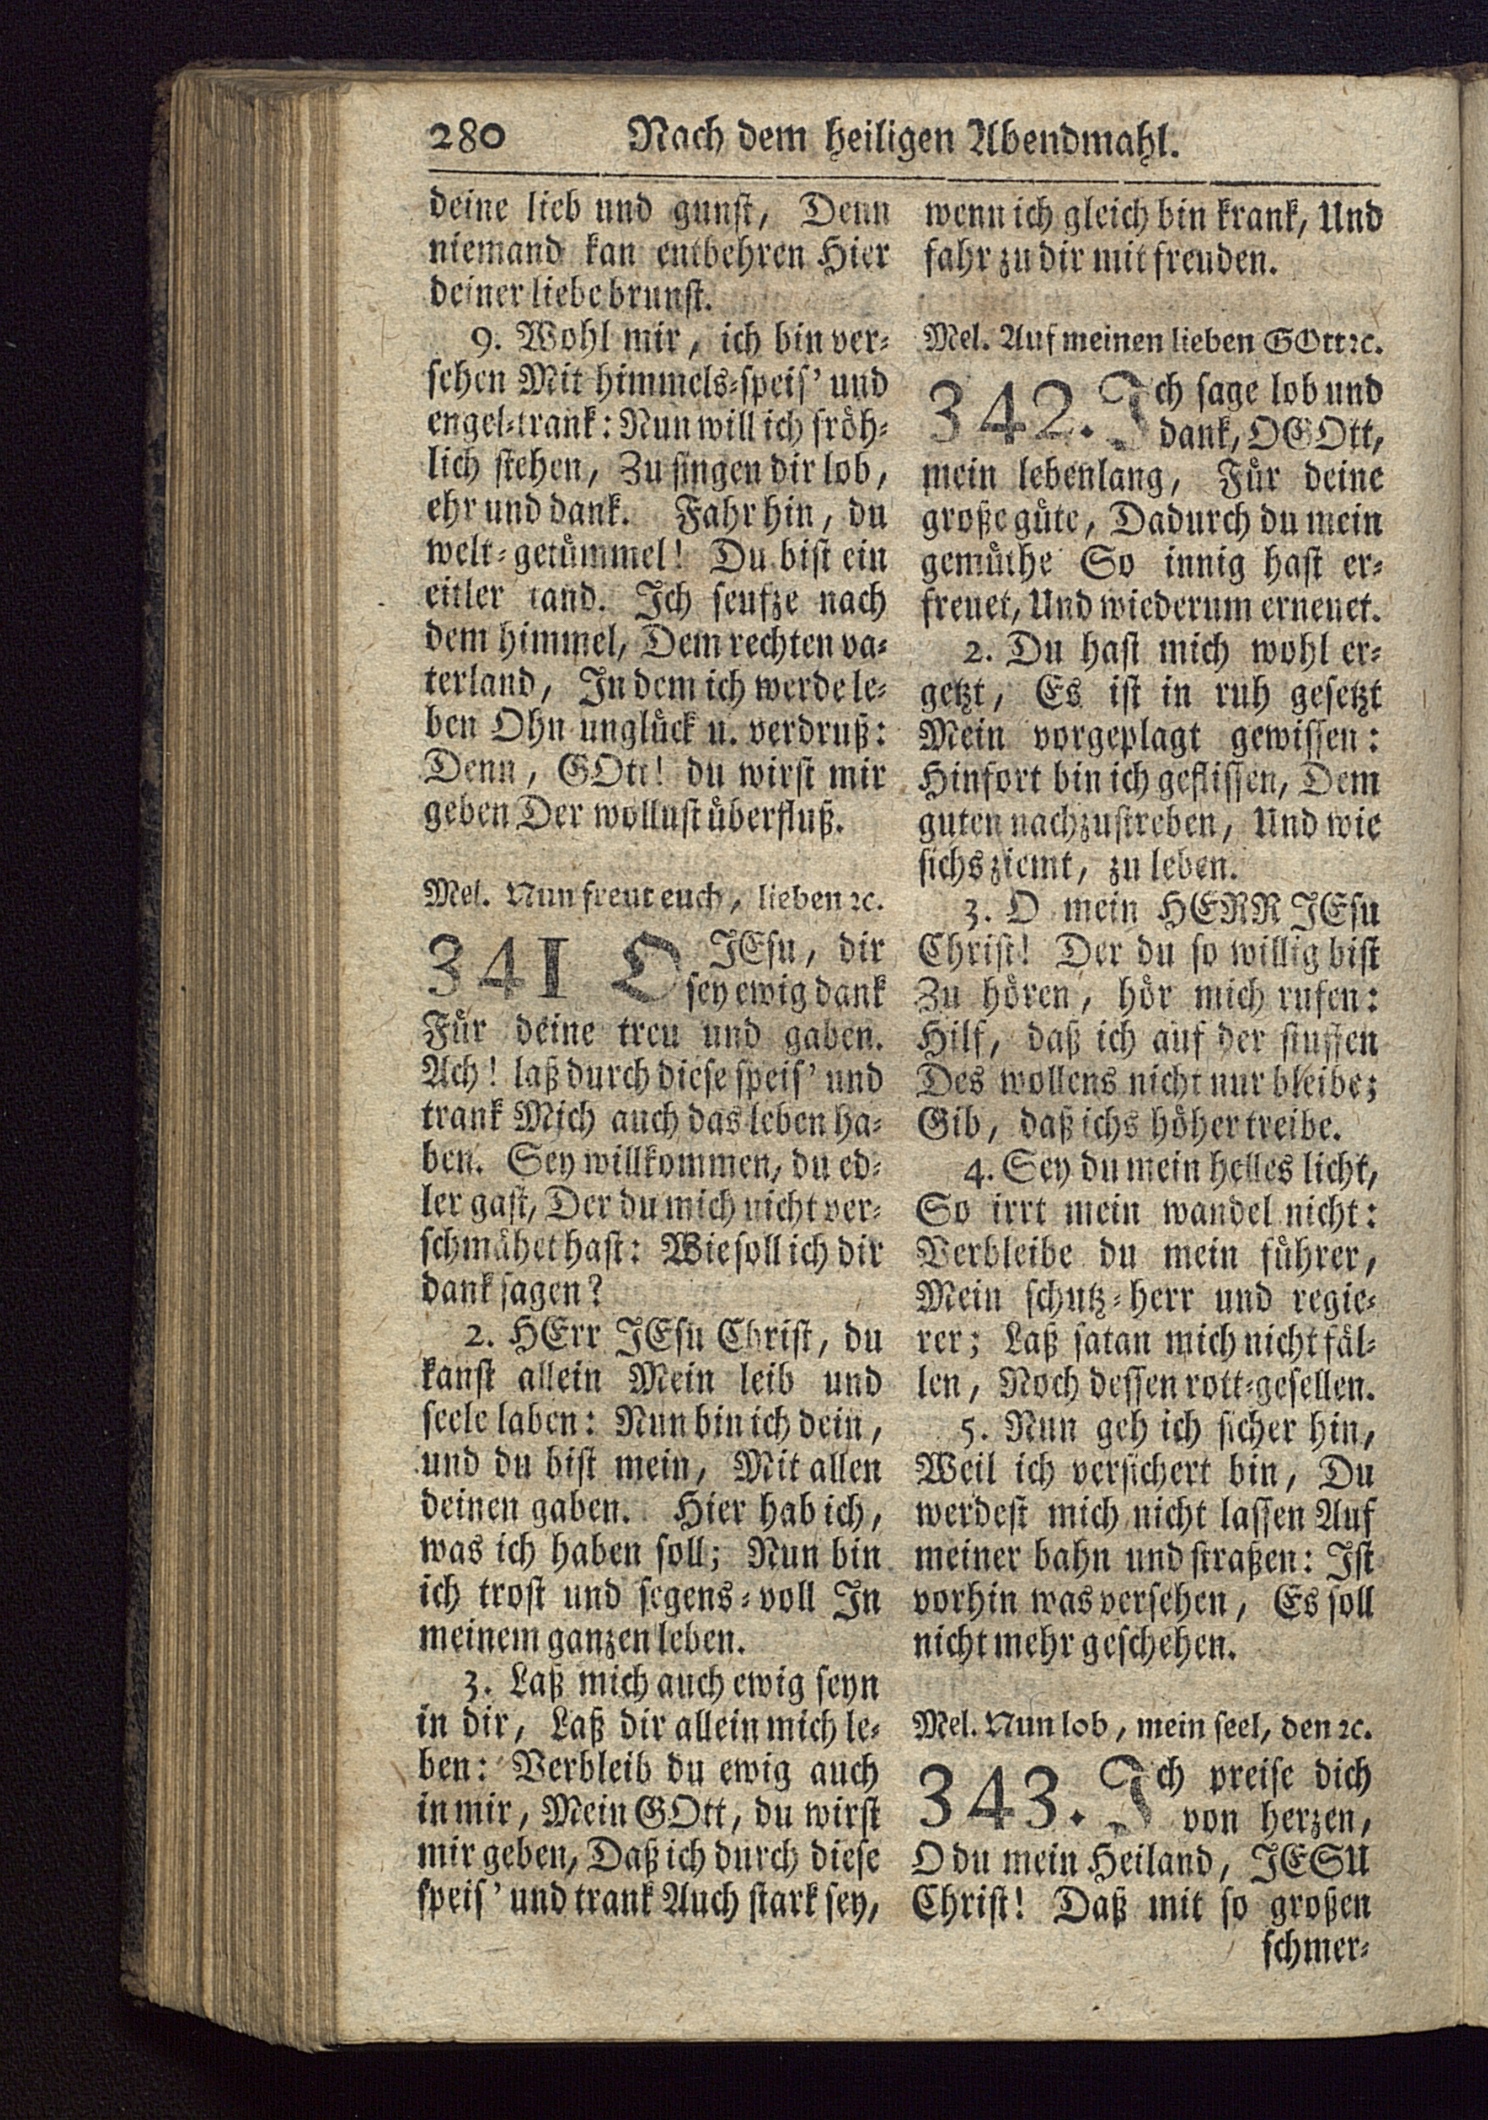 280 Nach dem heiligen Abendmahl.
deine lieb und gunst, Denn
niemand kan entbehren Hier
deiner liebe brunst.
9. Wohl mir, ich bin ver-
sehen Mit himmels-speis' und
engel-trank: Nun will ich fröh-
lich stehen, Zu singen dir lob,
ehr und dank. Fahr hin, du
welt-getümmel! Du bist ein
eitler tand. Ich seufze nach
dem himmel, Dem rechten va-
terland, In dem ich werde le-
ben Ohn unglück u. verdruß:
Denn, GOtt! du wirst mir
geben Der wollust überfluß.
Mel. Nun freut euch, lieben ꝛc.
341 O JEsu, dir
sey ewig dank
Für deine treu und gaben.
Ach! laß durch diese speis' und
trank Mich auch das leben ha-
ben. Sey willkommen, du ed-
ler gast, Der du mich nicht ver-
schmähet hast: Wie soll ich dir
dank sagen?
2. HErr JEsu Christ, du
kanst allein Mein leib und
seele laben: Nun bin ich dein,
und du bist mein, Mit allen
deinen gaben. Hier hab ich,
was ich haben soll; Nun bin
ich trost und segens-voll In
meinem ganzen leben.
3. Laß mich auch ewig seyn
in dir, Laß dir allein mich le-
ben: Verbleib du ewig auch
in mir, Mein GOtt, du wirst
mir geben, Daß ich durch diese
speis' und trank Auch stark sey,
wenn ich gleich bin krank, Und
fahr zu dir mit freuden.
Mel. Auf meinen lieben GOtt ꝛc.
342. Ich sage lob und
dank, O GOtt,
mein lebenlang, Für deine
große güte, Dadurch du mein
gemüthe So innig hast er-
freuet, Und wiederum erneuet.
2. Du hast mich wohl er-
getzt, Es ist in ruh gesetzt
Mein vorgeplagt gewissen:
Hinfort bin ich geflissen, Dem
guten nachzustreben, Und wie
sichs ziemt, zu leben.
3. O mein HERR JEsu
Christ! Der du so willig bist
Zu hören, hör mich rufen:
Hilf, daß ich auf der stuffen
Des wollens nicht nur bleibe;
Gib, daß ichs höher treibe.
4. Sey du mein helles licht,
So irrt mein wandel nicht:
Verbleibe du mein führer,
Mein schutz-herr und regie-
rer; Laß satan mich nicht fäl-
len, Noch dessen rott-gesellen.
5. Nun geh ich sicher hin,
Weil ich versichert bin, Du
werdest mich nicht lassen Auf
meiner bahn und straßen: Ist
vorhin was versehen, Es soll
nicht mehr geschehen.
Mel. Nun lob, mein seel, den ꝛc.
343. Ich preise dich
von herzen,
O du mein Heiland, JESU
Christ! Daß mit so großen
schmer-